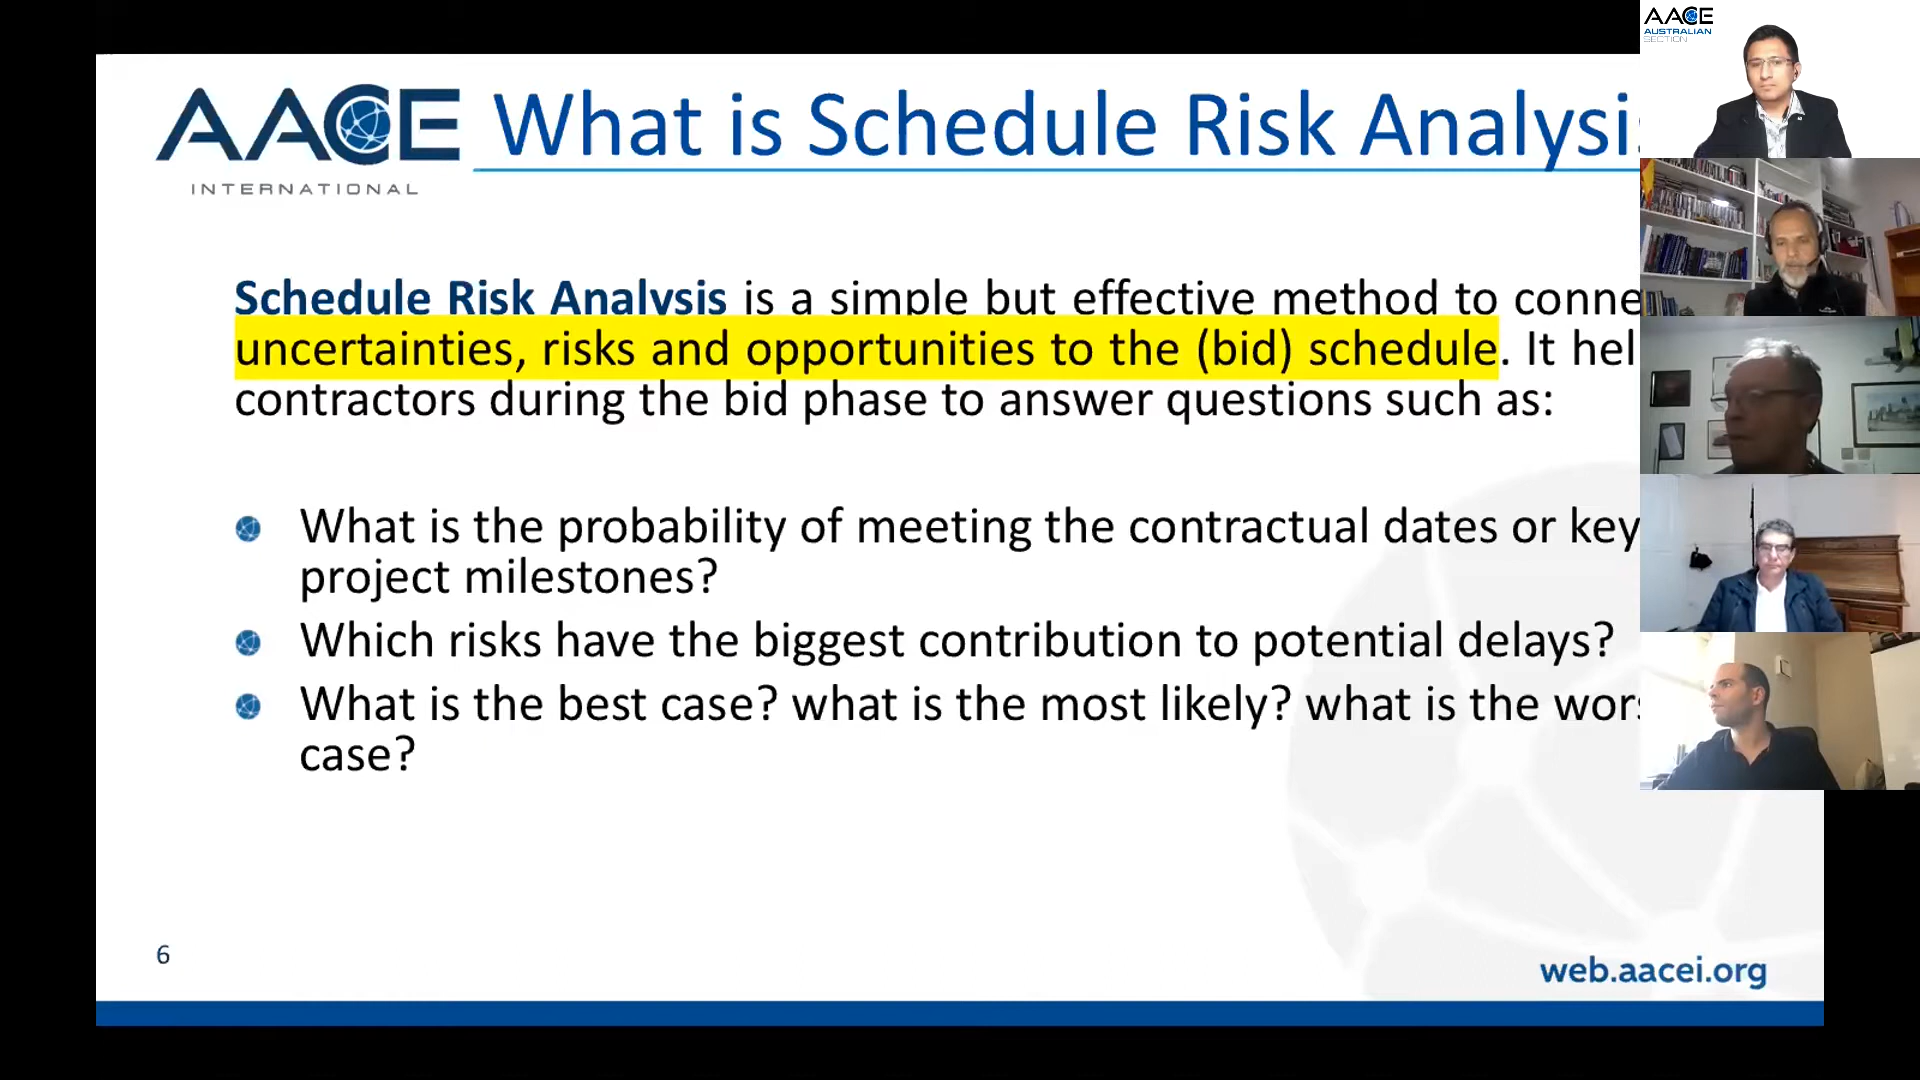 AACE
INTERNATIONAL
What is Schedule Risk Analysi
Schedule Risk Analysis is a simple but effective method to conne
uncertainties, risks and opportunities to the (bid) schedule. It hel
contractors during the bid phase to answer questions such as:
What is the probability of meeting the contractual dates or key
project milestones?
Which risks have the biggest contribution to potential delays?
What is the best case? what is the most likely? what is the wors
case?
6
web.aacei.org
AACE
AUSTRALIAN
SECTION